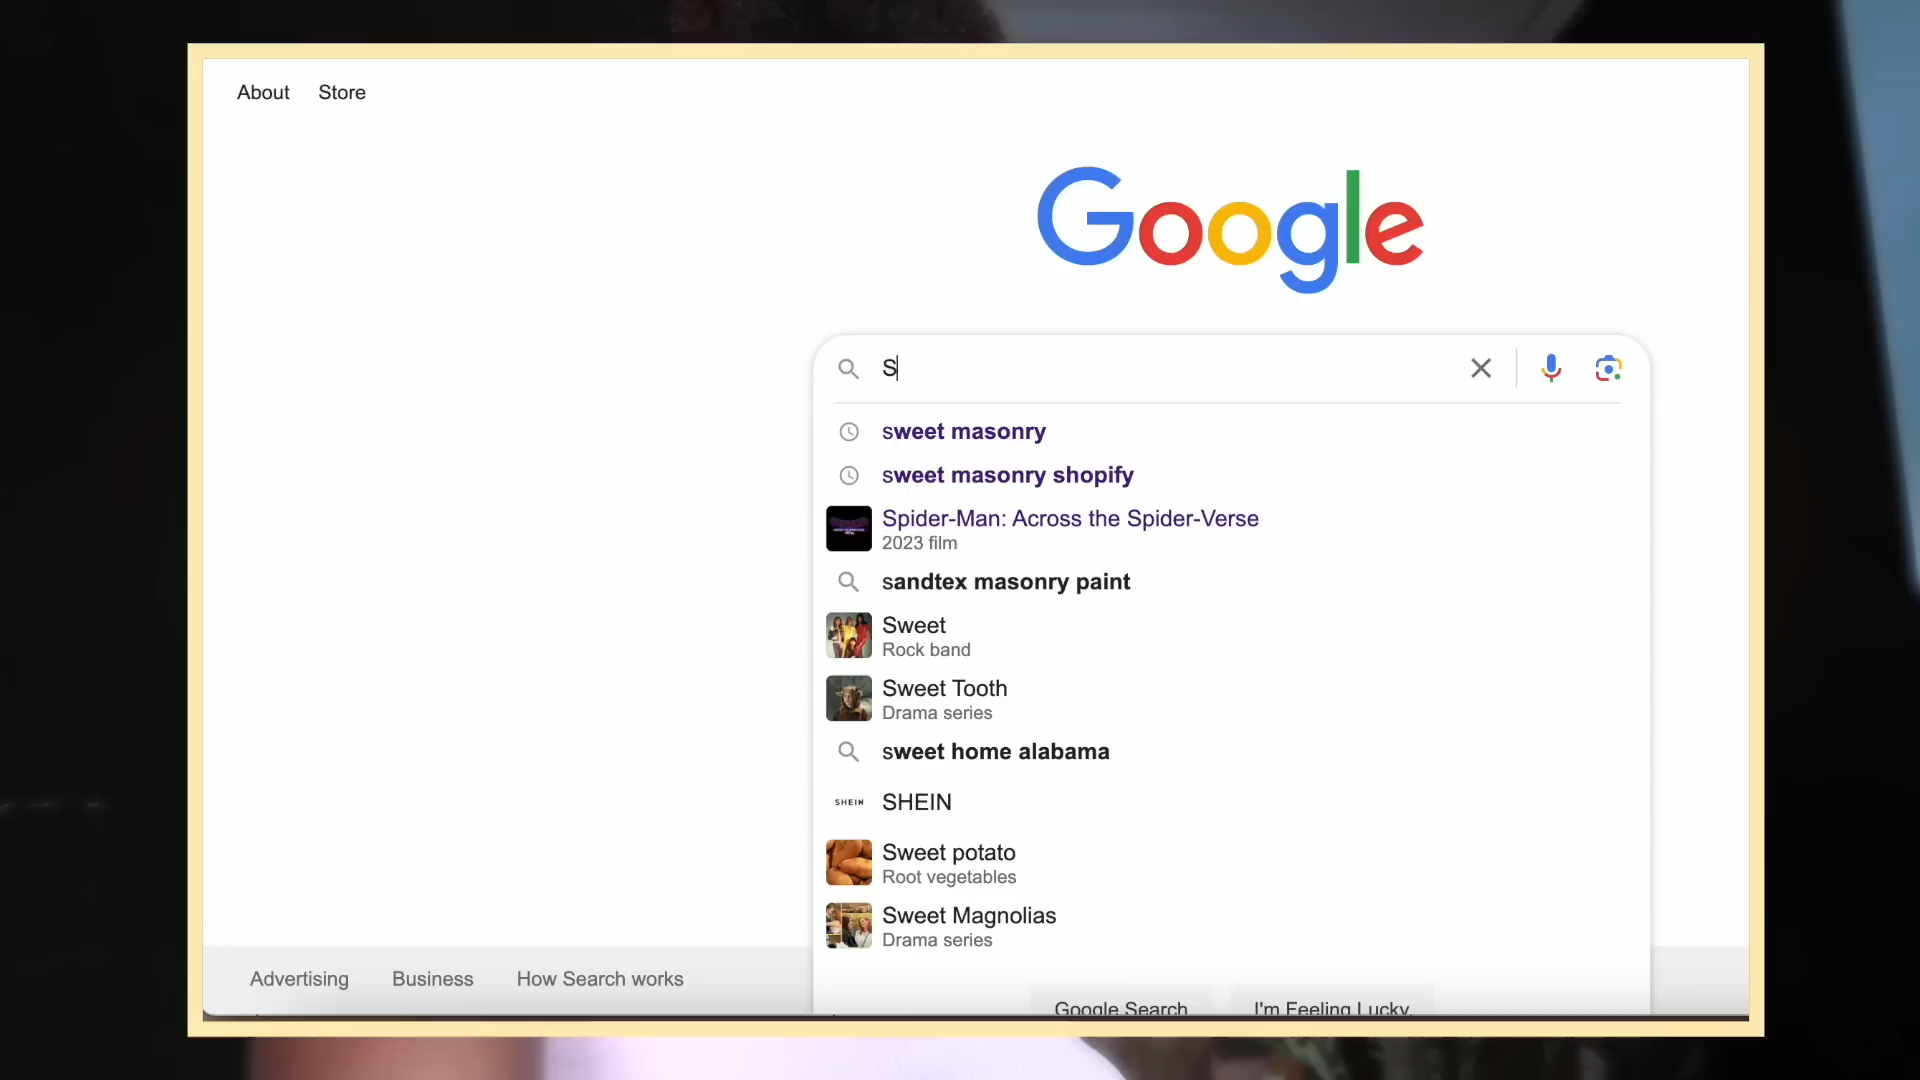 About Store
Google
S
sweet masonry
sweet masonry shopify
Spider-Man: Across the Spider-Verse
2023 film
sandtex masonry paint
Sweet
Rock band
Sweet Tooth
Drama series
sweet home alabama
SHEIN SHEIN
Sweet potato
Root vegetables
Sweet Magnolias
Drama series
Advertising Business How Search works
Google Search I'm Feeling Lucky